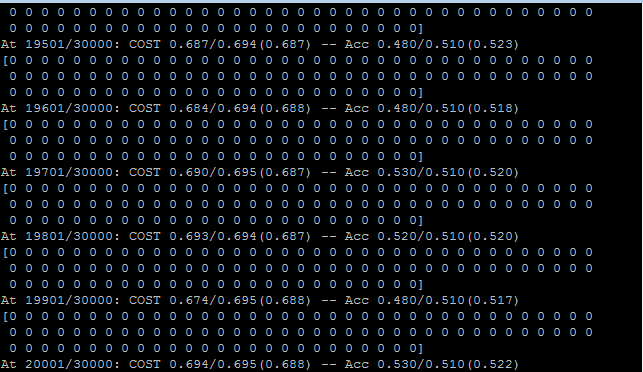 0 0 0 0 0 0 0 0 0 0 0 0 0 0 0 0 0 0 0 0 0 0 0 0 0 0 0 0 0 0 0 0 0 0 0 0 0
 0 0 0 0 0 0 0 0 0 0 0 0 0 0 0 0 0 0 0 0 0 0 0 0 0 0]
At 19501/30000: COST 0.687/0.694(0.687) -- Acc 0.480/0.510(0.523)
[0 0 0 0 0 0 0 0 0 0 0 0 0 0 0 0 0 0 0 0 0 0 0 0 0 0 0 0 0 0 0 0 0 0 0 0 0
 0 0 0 0 0 0 0 0 0 0 0 0 0 0 0 0 0 0 0 0 0 0 0 0 0 0 0 0 0 0 0 0 0 0 0 0 0
 0 0 0 0 0 0 0 0 0 0 0 0 0 0 0 0 0 0 0 0 0 0 0 0 0 0]
At 19601/30000: COST 0.684/0.694(0.688) -- Acc 0.480/0.510(0.518)
[0 0 0 0 0 0 0 0 0 0 0 0 0 0 0 0 0 0 0 0 0 0 0 0 0 0 0 0 0 0 0 0 0 0 0 0 0
 0 0 0 0 0 0 0 0 0 0 0 0 0 0 0 0 0 0 0 0 0 0 0 0 0 0 0 0 0 0 0 0 0 0 0 0 0
 0 0 0 0 0 0 0 0 0 0 0 0 0 0 0 0 0 0 0 0 0 0 0 0 0 0]
At 19701/30000: COST 0.690/0.695(0.687) -- Acc 0.530/0.510(0.520)
[0 0 0 0 0 0 0 0 0 0 0 0 0 0 0 0 0 0 0 0 0 0 0 0 0 0 0 0 0 0 0 0 0 0 0 0 0
 0 0 0 0 0 0 0 0 0 0 0 0 0 0 0 0 0 0 0 0 0 0 0 0 0 0 0 0 0 0 0 0 0 0 0 0 0
 0 0 0 0 0 0 0 0 0 0 0 0 0 0 0 0 0 0 0 0 0 0 0 0 0 0]
At 19801/30000: COST 0.693/0.694(0.687) -- Acc 0.520/0.510(0.520)
[0 0 0 0 0 0 0 0 0 0 0 0 0 0 0 0 0 0 0 0 0 0 0 0 0 0 0 0 0 0 0 0 0 0 0 0 0
 0 0 0 0 0 0 0 0 0 0 0 0 0 0 0 0 0 0 0 0 0 0 0 0 0 0 0 0 0 0 0 0 0 0 0 0 0
 0 0 0 0 0 0 0 0 0 0 0 0 0 0 0 0 0 0 0 0 0 0 0 0 0 0]
At 19901/30000: COST 0.674/0.695(0.688) -- Acc 0.480/0.510(0.517)
[0 0 0 0 0 0 0 0 0 0 0 0 0 0 0 0 0 0 0 0 0 0 0 0 0 0 0 0 0 0 0 0 0 0 0 0 0
 0 0 0 0 0 0 0 0 0 0 0 0 0 0 0 0 0 0 0 0 0 0 0 0 0 0 0 0 0 0 0 0 0 0 0 0 0
 0 0 0 0 0 0 0 0 0 0 0 0 0 0 0 0 0 0 0 0 0 0 0 0 0 0]
At 20001/30000: COST 0.694/0.695(0.688) -- Acc 0.530/0.510(0.522)